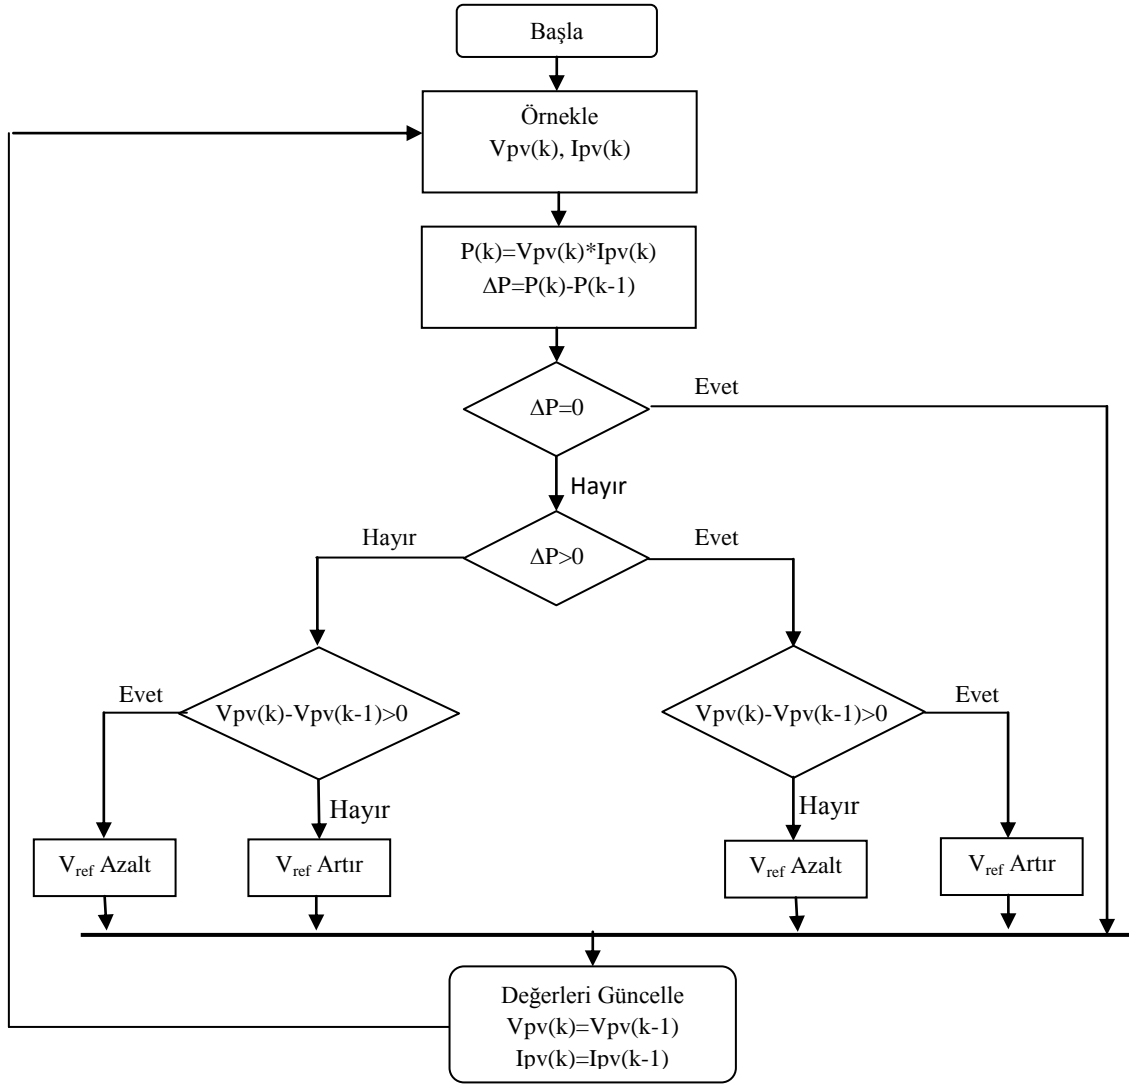 Başla
Örnekle
Vpv(k), Ipv(k)
P(k)=Vpv(k)*Ipv(k)
ΔP=P(k)-P(k-1)
Evet
ΔP=0
Hayır
Hayır
Evet
ΔP>0
Evet
Vpv(k)-Vpv(k-1)>0
Vpv(k)-Vpv(k-1)>0
Evet
Hayır
Hayır
Vref Azalt
Vref Artır
Vref Azalt
Vref Artır
Değerleri Güncelle
Vpv(k)=Vpv(k-1)
Ipv(k)=Ipv(k-1)